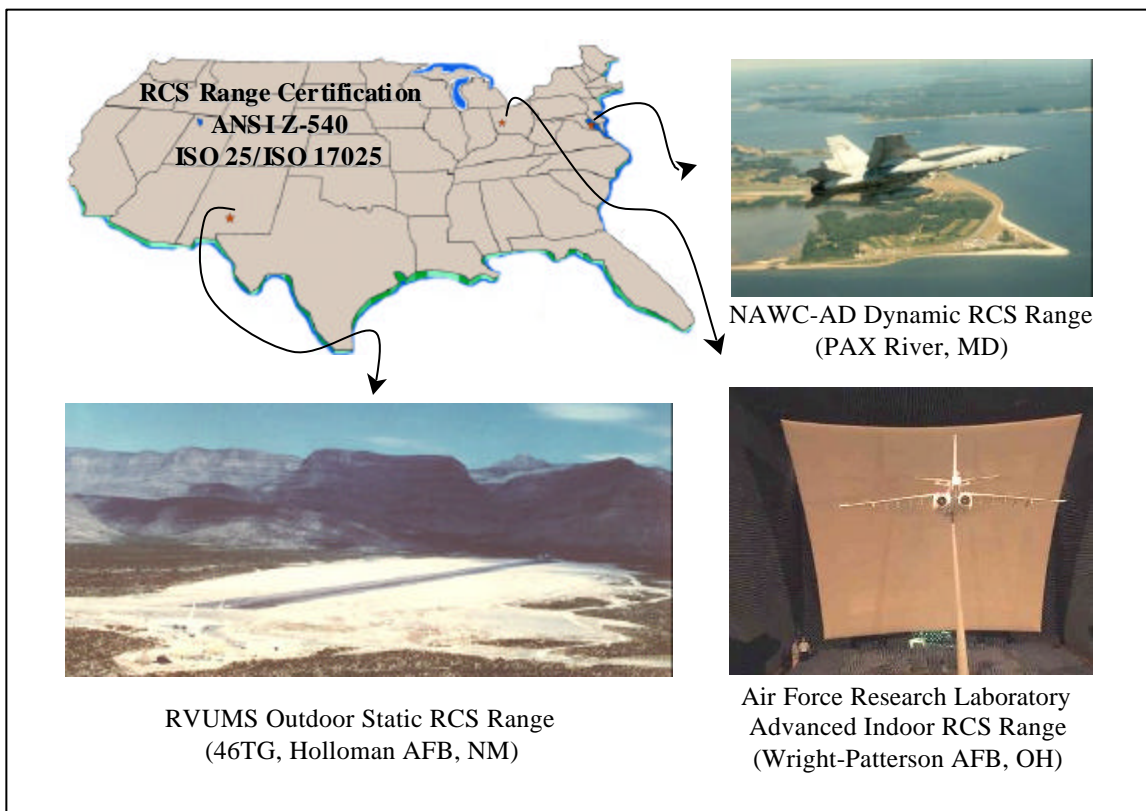 RCS Range Certification
ANSI Z-540
ISO 25/ISO 17025
NAWC-AD Dynamic RCS Range
(PAX River, MD)
RVUMS Outdoor Static RCS Range
(46TG, Holloman AFB, NM)
Air Force Research Laboratory
Advanced Indoor RCS Range
(Wright-Patterson AFB, OH)